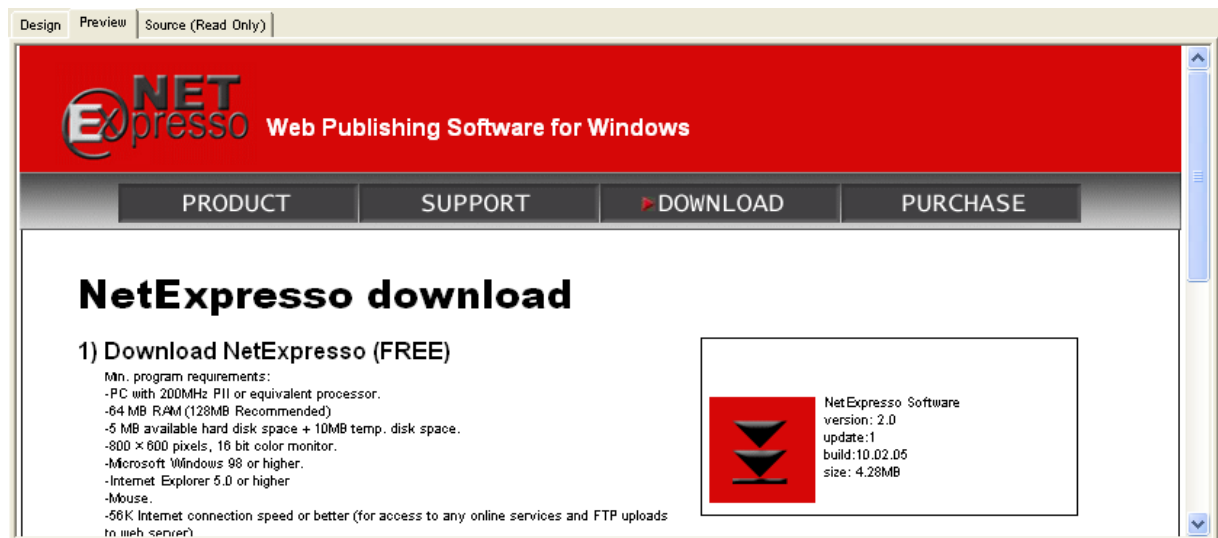 Design Preview Source (Read Only)
NET
Expresso Web Publishing Software for Windows
PRODUCT SUPPORT DOWNLOAD PURCHASE
NetExpresso download
1) Download NetExpresso (FREE)
Min. program requirements:
-PC with 200MHz PII or equivalent processor.
-64 MB RAM (128MB Recommended)
-5 MB available hard disk space + 10MB temp. disk space.
-800 × 600 pixels, 16 bit color monitor.
-Microsoft Windows 98 or higher.
-Internet Explorer 5.0 or higher
-Mouse.
-56K Internet connection speed or better (for access to any online services and FTP uploads
to web server)
NetExpresso Software
version: 2.0
update:1
build:10.02.05
size: 4.28MB